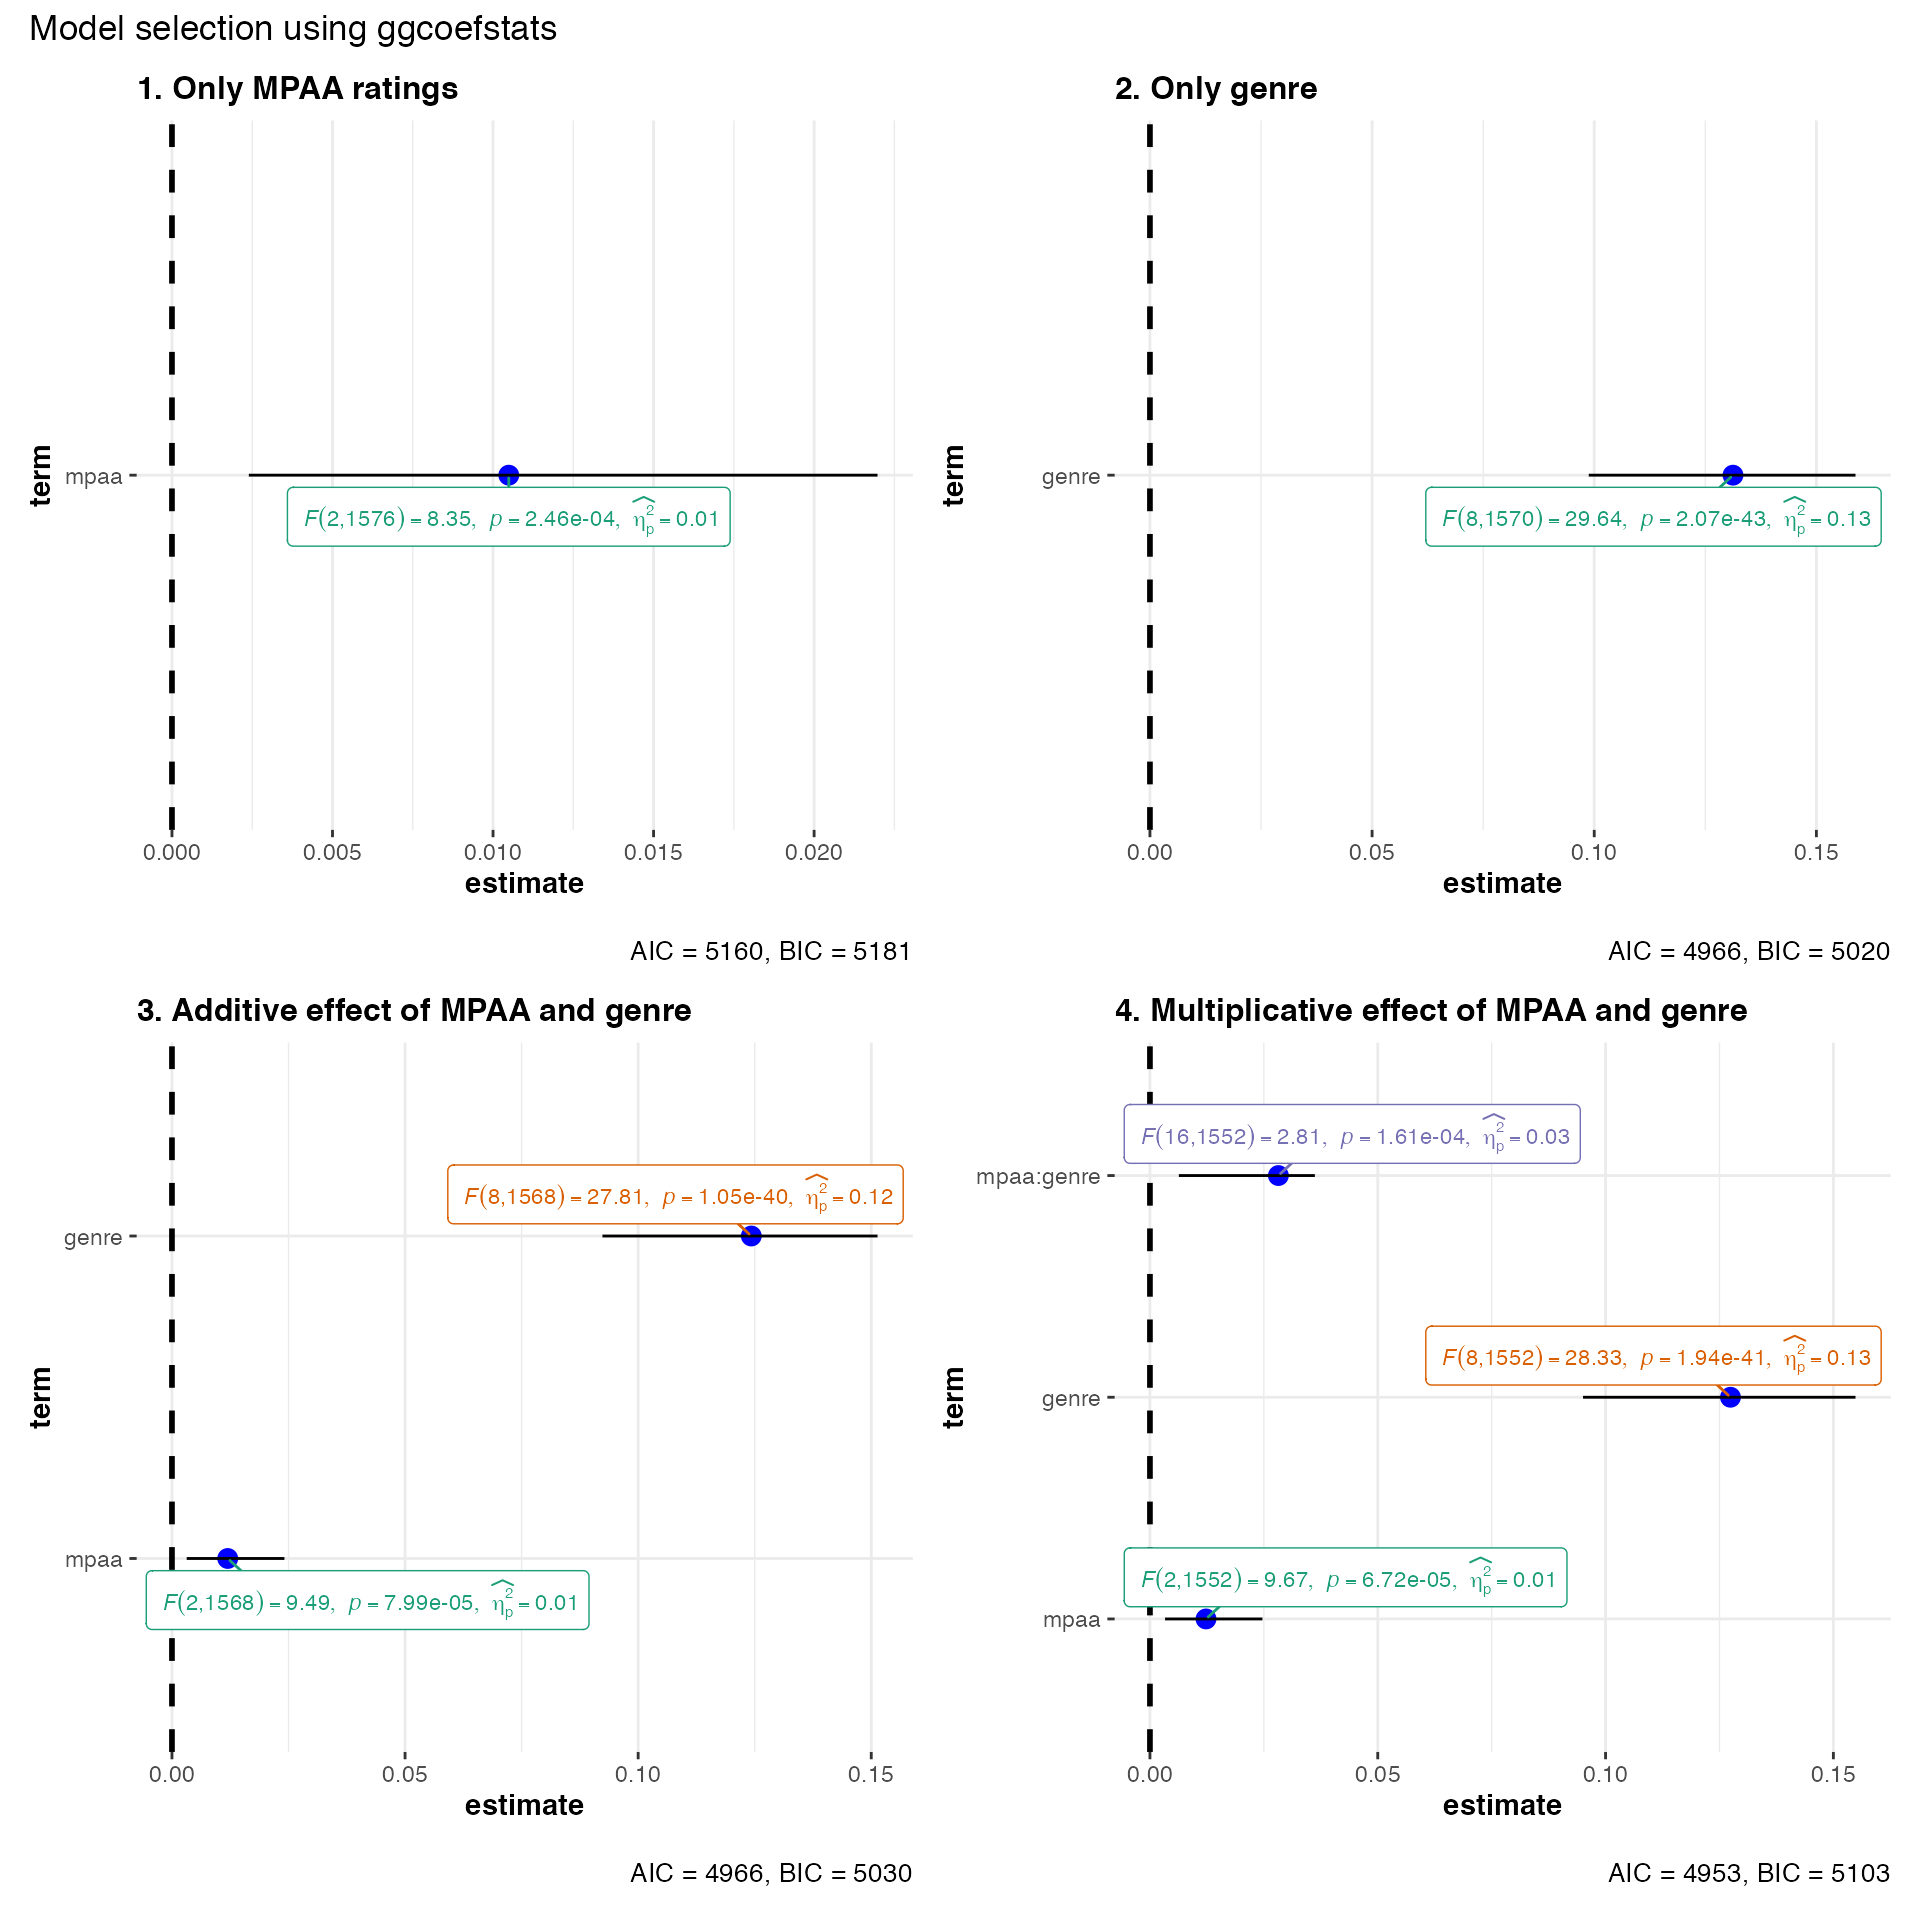 Model selection using ggcoefstats
1. Only MPAA ratings
term
mpaa
F(2,1576) = 8.35, p = 2.46e-04, η̂²ₚ = 0.01
0.000 0.005 0.010 0.015 0.020
estimate
AIC = 5160, BIC = 5181
2. Only genre
term
genre
F(8,1570) = 29.64, p = 2.07e-43, η̂²ₚ = 0.13
0.00 0.05 0.10 0.15
estimate
AIC = 4966, BIC = 5020
3. Additive effect of MPAA and genre
term
F(8,1568) = 27.81, p = 1.05e-40, η̂²ₚ = 0.12
genre
mpaa
F(2,1568) = 9.49, p = 7.99e-05, η̂²ₚ = 0.01
0.00 0.05 0.10 0.15
estimate
AIC = 4966, BIC = 5030
4. Multiplicative effect of MPAA and genre
term
F(16,1552) = 2.81, p = 1.61e-04, η̂²ₚ = 0.03
mpaa:genre
F(8,1552) = 28.33, p = 1.94e-41, η̂²ₚ = 0.13
genre
F(2,1552) = 9.67, p = 6.72e-05, η̂²ₚ = 0.01
mpaa
0.00 0.05 0.10 0.15
estimate
AIC = 4953, BIC = 5103